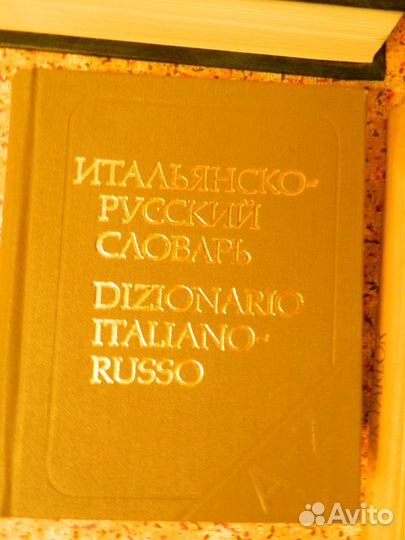 ИТАЛЬЯНСКО-
РУССКИЙ
СЛОВАРЬ
DIZIONARIO
ITALIANO-
RUSSO
Avito